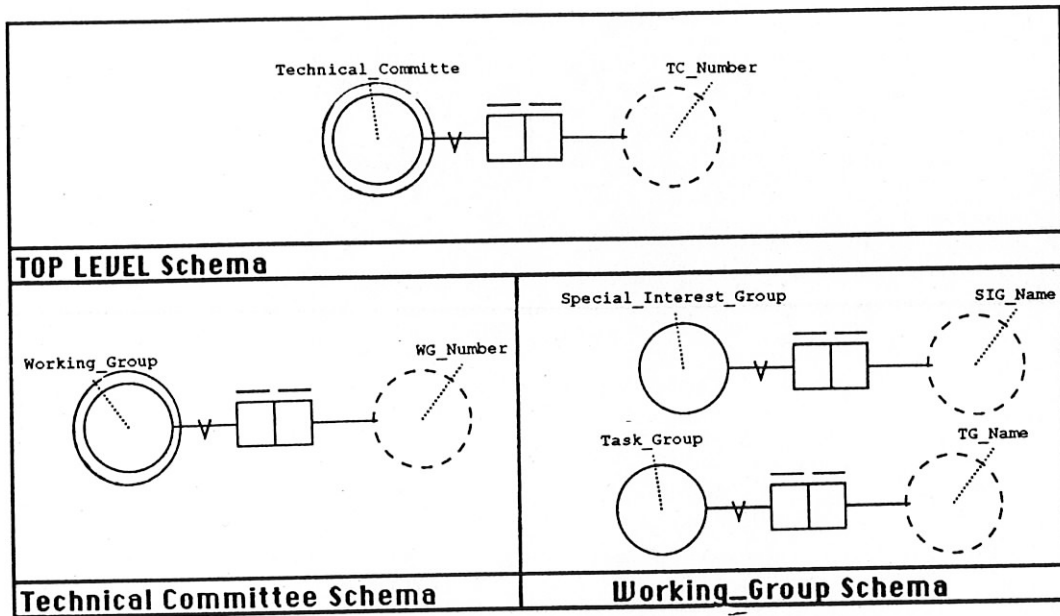 Technical_Committe
TC_Number
TOP LEVEL Schema
Working_Group
WG_Number
Technical Committee Schema
Special_Interest_Group
SIG_Name
Task_Group
TG_Name
Working_Group Schema